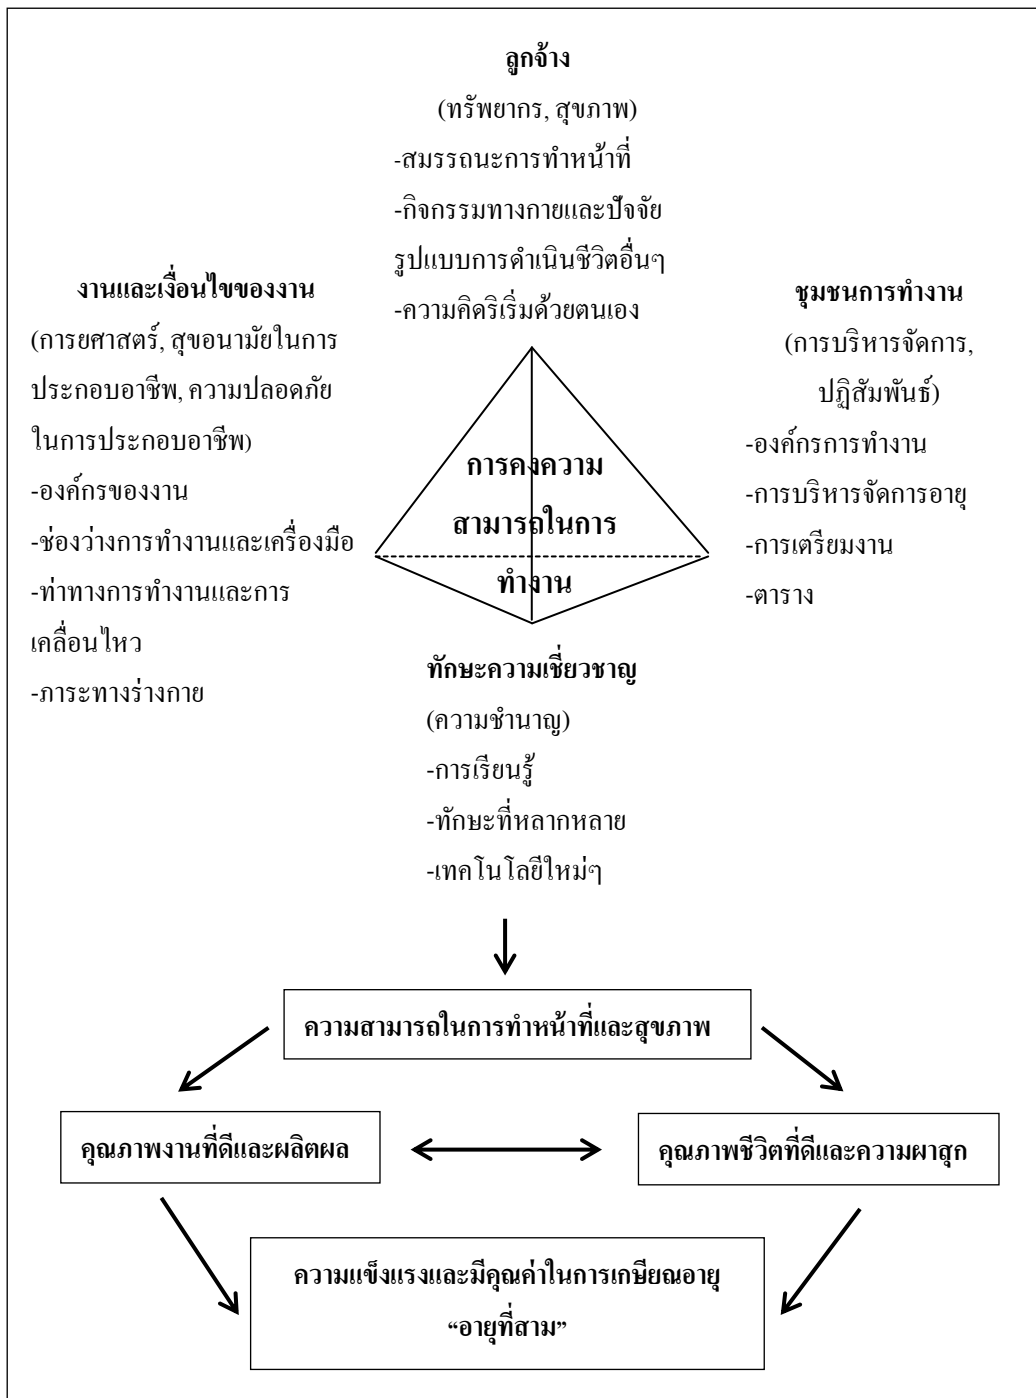 ลูกจ้าง
(ทรัพยากร, สุขภาพ)
-สมรรถนะการทำหน้าที่
-กิจกรรมทางกายและปัจจัย
รูปแบบการดำเนินชีวิตอื่นๆ
-ความคิดริเริ่มด้วยตนเอง
งานและเงื่อนไขของงาน
(การยศาสตร์, สุขอนามัยในการ
ประกอบอาชีพ, ความปลอดภัย
ในการประกอบอาชีพ)
-องค์กรของงาน
-ช่องว่างการทำงานและเครื่องมือ
-ท่าทางการทำงานและการ
เคลื่อนไหว
-ภาระทางร่างกาย
การคงความ
สามารถในการ
ทำงาน
ชุมชนการทำงาน
(การบริหารจัดการ,
ปฏิสัมพันธ์)
-องค์กรการทำงาน
-การบริหารจัดการอายุ
-การเตรียมงาน
-ตาราง
ทักษะความเชี่ยวชาญ
(ความชำนาญ)
-การเรียนรู้
-ทักษะที่หลากหลาย
-เทคโนโลยีใหม่ๆ
ความสามารถในการทำหน้าที่และสุขภาพ
คุณภาพงานที่ดีและผลิตผล
คุณภาพชีวิตที่ดีและความผาสุก
ความแข็งแรงและมีคุณค่าในการเกษียณอายุ
“อายุที่สาม”